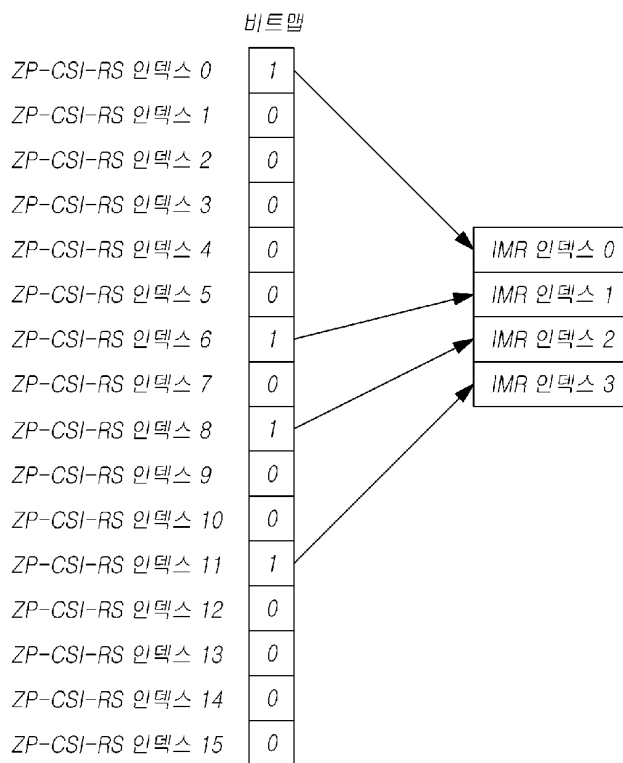 비트맵
ZP-CSI-RS 인덱스 0 1
ZP-CSI-RS 인덱스 1 0
ZP-CSI-RS 인덱스 2 0
ZP-CSI-RS 인덱스 3 0
ZP-CSI-RS 인덱스 4 0 IMR 인덱스 0
ZP-CSI-RS 인덱스 5 0 IMR 인덱스 1
ZP-CSI-RS 인덱스 6 1 IMR 인덱스 2
ZP-CSI-RS 인덱스 7 0 IMR 인덱스 3
ZP-CSI-RS 인덱스 8 1
ZP-CSI-RS 인덱스 9 0
ZP-CSI-RS 인덱스 10 0
ZP-CSI-RS 인덱스 11 1
ZP-CSI-RS 인덱스 12 0
ZP-CSI-RS 인덱스 13 0
ZP-CSI-RS 인덱스 14 0
ZP-CSI-RS 인덱스 15 0